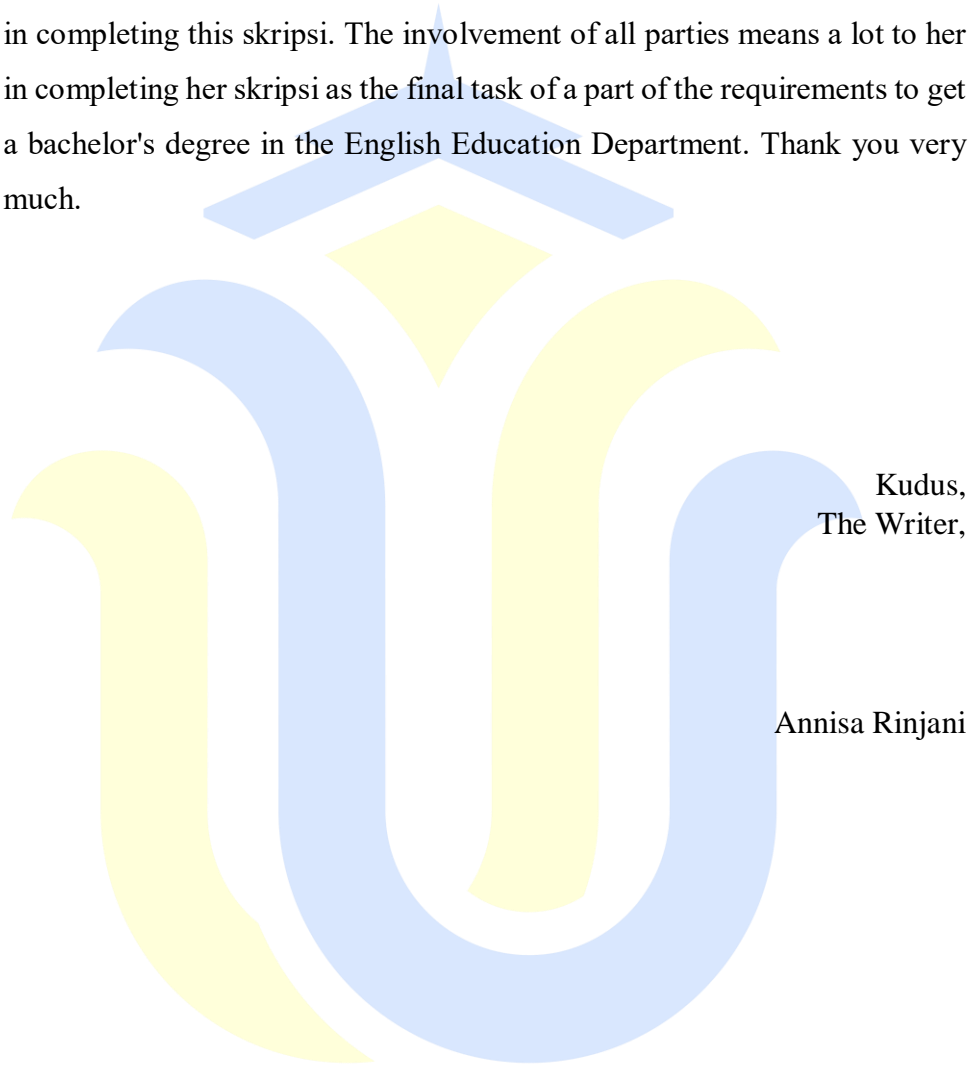 in completing this skripsi. The involvement of all parties means a lot to her
in completing her skripsi as the final task of a part of the requirements to get
a bachelor's degree in the English Education Department. Thank you very
much.
Kudus,
The Writer,
Annisa Rinjani